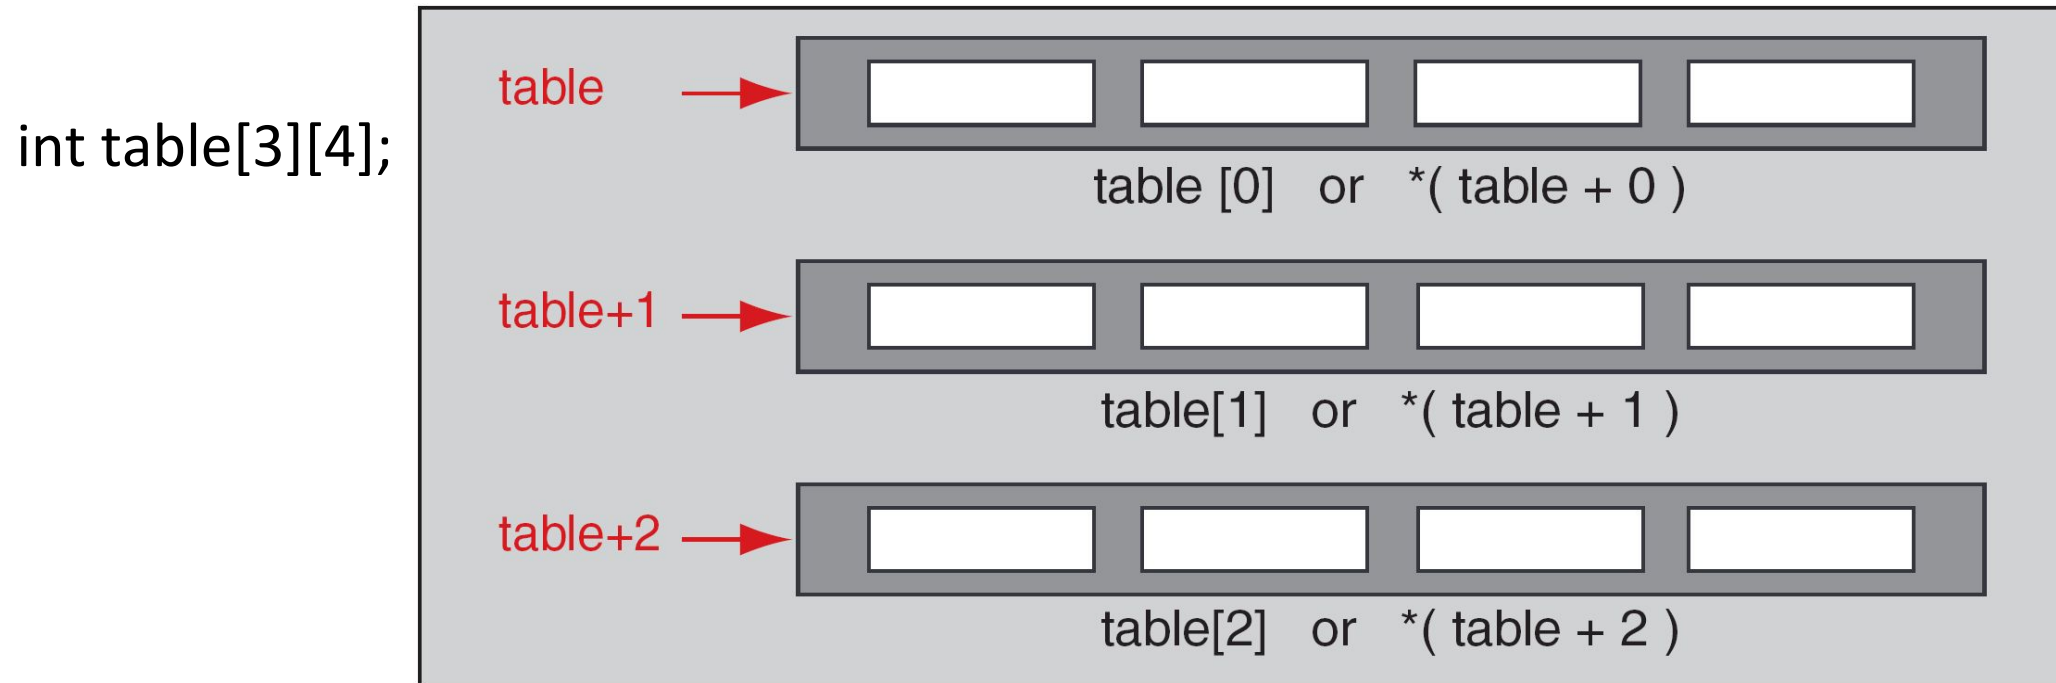 int table[3][4];
table
table [0] or *( table + 0 )
table+1
table[1] or *( table + 1 )
table+2
table[2] or *( table + 2 )